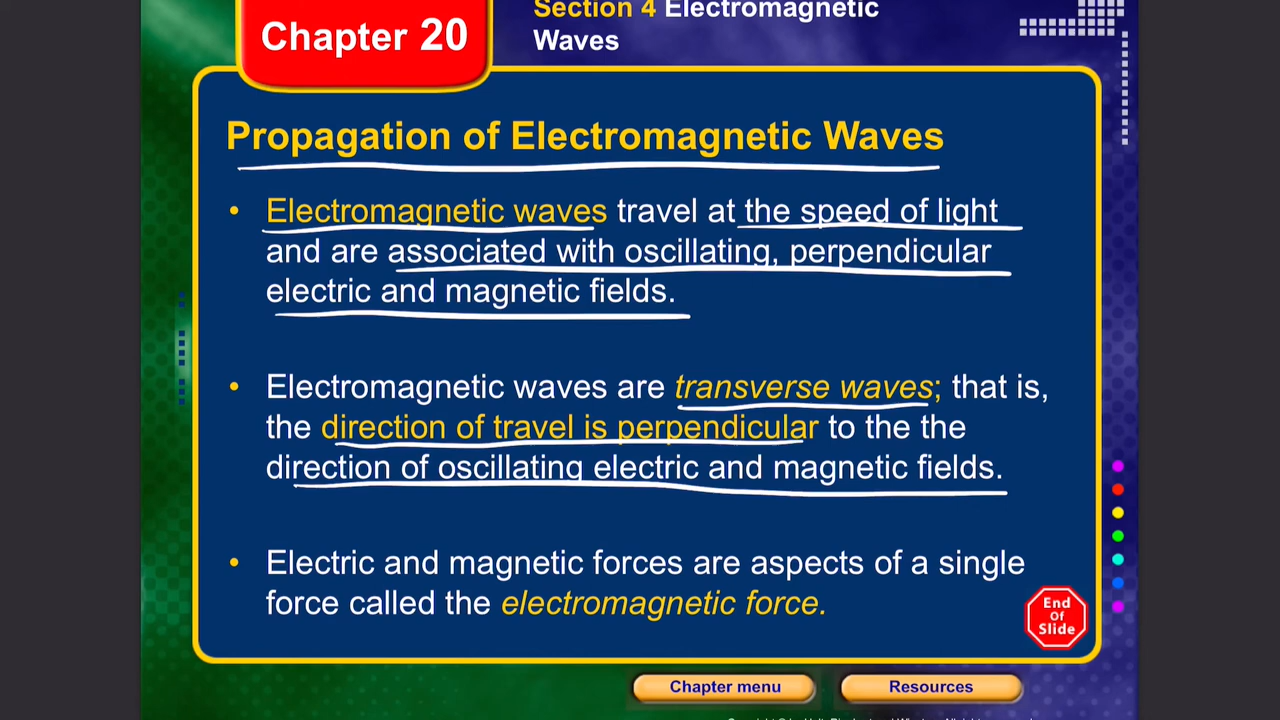 Section 4 Electromagnetic
Waves
Chapter 20
Propagation of Electromagnetic Waves
• Electromagnetic waves travel at the speed of light
and are associated with oscillating, perpendicular
electric and magnetic fields.
• Electromagnetic waves are transverse waves; that is,
the direction of travel is perpendicular to the the
direction of oscillating electric and magnetic fields.
• Electric and magnetic forces are aspects of a single
force called the electromagnetic force.
End
Of
Slide
Chapter menu
Resources